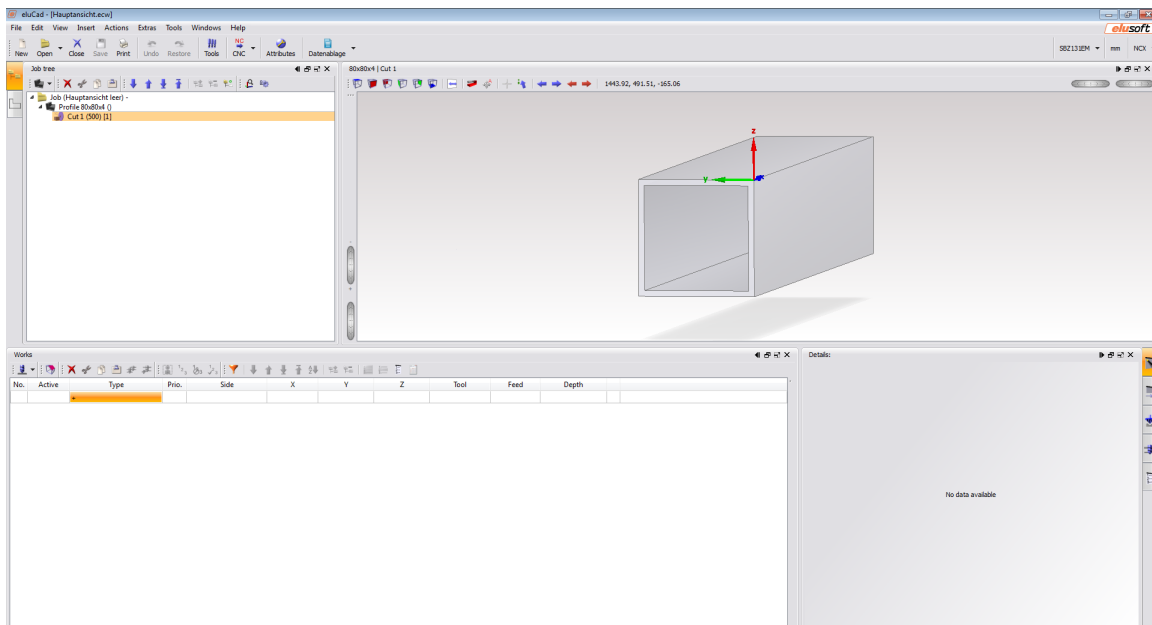 eluCad - [Hauptansicht.ecw]
File Edit View Insert Actions Extras Tools Windows Help
elusoft
NC
New Open Close Save Print Undo Restore Tools CNC Attributes Datenablage SBZ131EM mm NCX
Job tree
80x80x4 | Cut 1
1443.92, 491.51, -165.06
Job (Hauptansicht leer) -
Profile 80x80x4 ()
Cut 1 (500) [1]
z
y
Works
Details:
No. Active Type Prio. Side X Y Z Tool Feed Depth
+
No data available